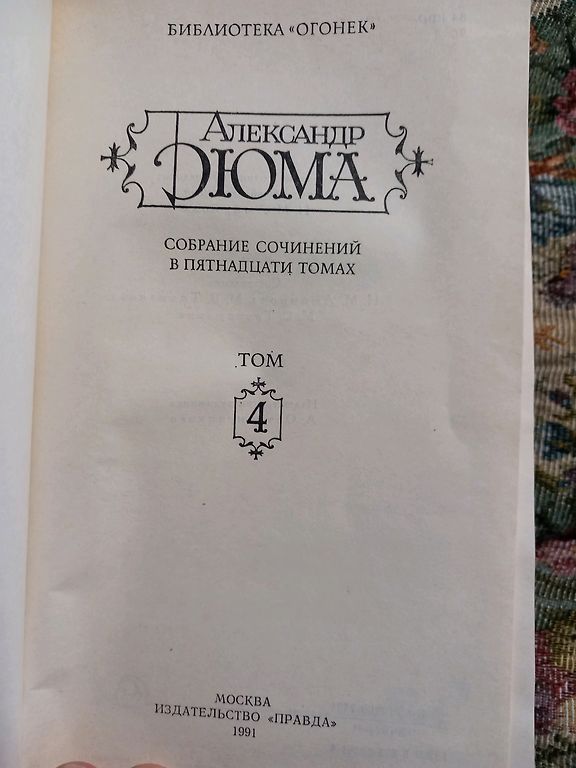 БИБЛИОТЕКА «ОГОНЕК»
АЛЕКСАНДР
ДЮМА
СОБРАНИЕ СОЧИНЕНИЙ
В ПЯТНАДЦАТИ ТОМАХ
ТОМ
4
МОСКВА
ИЗДАТЕЛЬСТВО «ПРАВДА»
1991